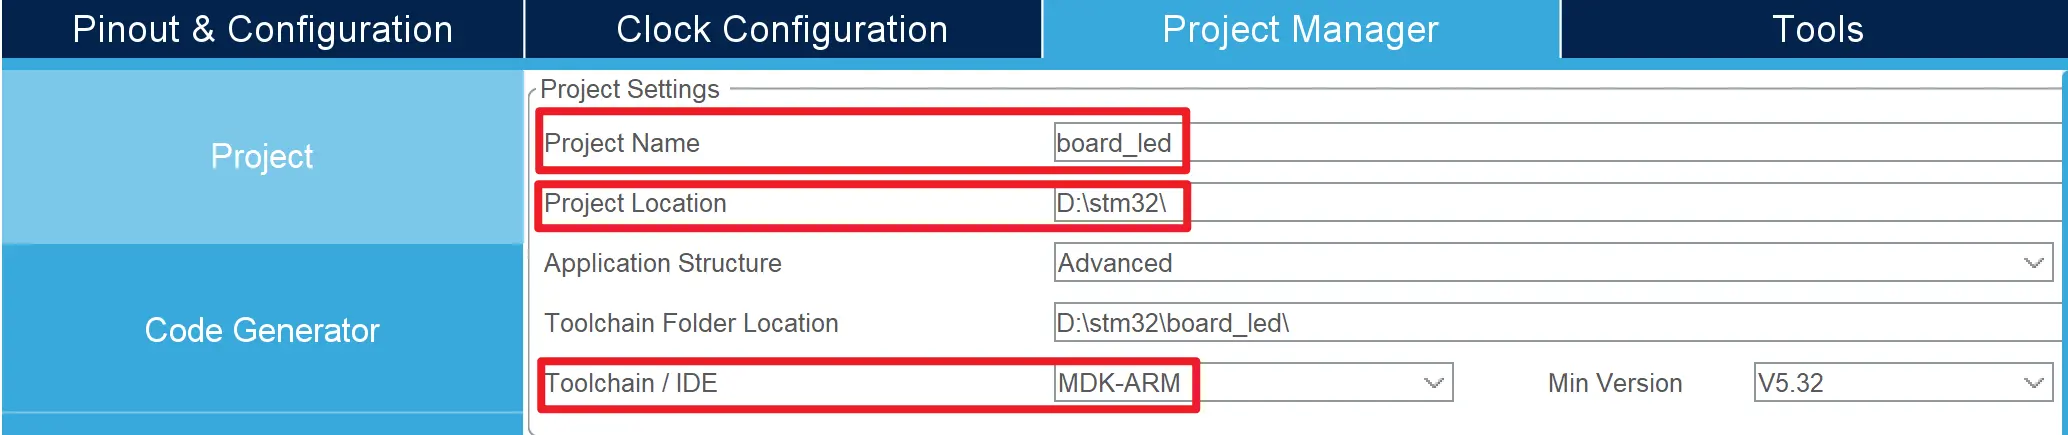 Pinout & Configuration Clock Configuration Project Manager Tools
Project Settings
Project Name board_led
Project
Project Location D:\stm32\
Application Structure Advanced
Code Generator
Toolchain Folder Location D:\stm32\board_led\
Toolchain / IDE MDK-ARM Min Version V5.32